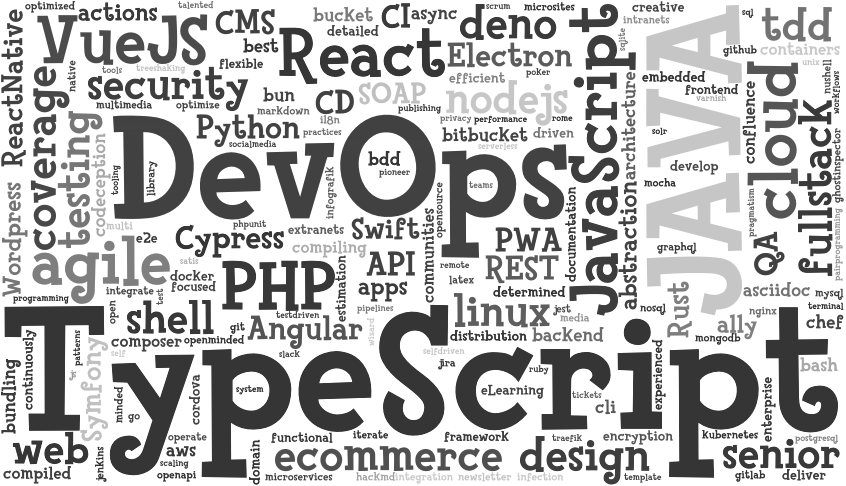 optimized
actions
talented
CMS
bucket
CI
async
scrum
microsites
creative
intranets
sql
tdd
VueJS
best
detailed
React
deno
sqlite
github
containers
unix
ReactNative
native
tools
treeshaking
flexible
Electron
JavaScript
JAVA
nushell
workflows
security
multimedia
optimize
bun
markdown
CD
SOAP
efficient
poker
embedded
frontend
varnish
publishing
nodejs
coverage
testing
codeception
Python
socialmedia
i18n
practices
privacy
performance
rome
bitbucket
driven
serverless
architecture
abstraction
solr
confluence
cloud
fullstack
ghostinspector
DevOps
tooling
library
bdd
pioneer
infografik
teams
opensource
develop
mocha
pragmatism
pairprogramming
Wordpress
agile
multi
e2e
phpunit
Cypress
extranets
compiling
Swift
communities
PWA
documentation
graphql
QA
satis
docker
focused
PHP
estimation
API
apps
remote
latex
REST
determined
asciidoc
mysql
programming
integrate
test
testdriven
pipelines
linux
jest
media
nosql
Rust
nginx
terminal
open
shell
git
Angular
wizard
ally
chef
TypeScript
continuously
patterns
composer
openminded
slack
selfdriven
distribution
backend
mongodb
bundling
Symfony
self
jira
ruby
experienced
bash
minded
go
cordova
system
eLearning
tickets
cli
enterprise
web
compiled
jenkins
operate
aws
scaling
openapi
domain
functional
iterate
framework
traefik
encryption
Kubernetes
postgresql
ecommerce
design
senior
microservices
hackmd
integration
newsletter
infection
template
gitlab
deliver